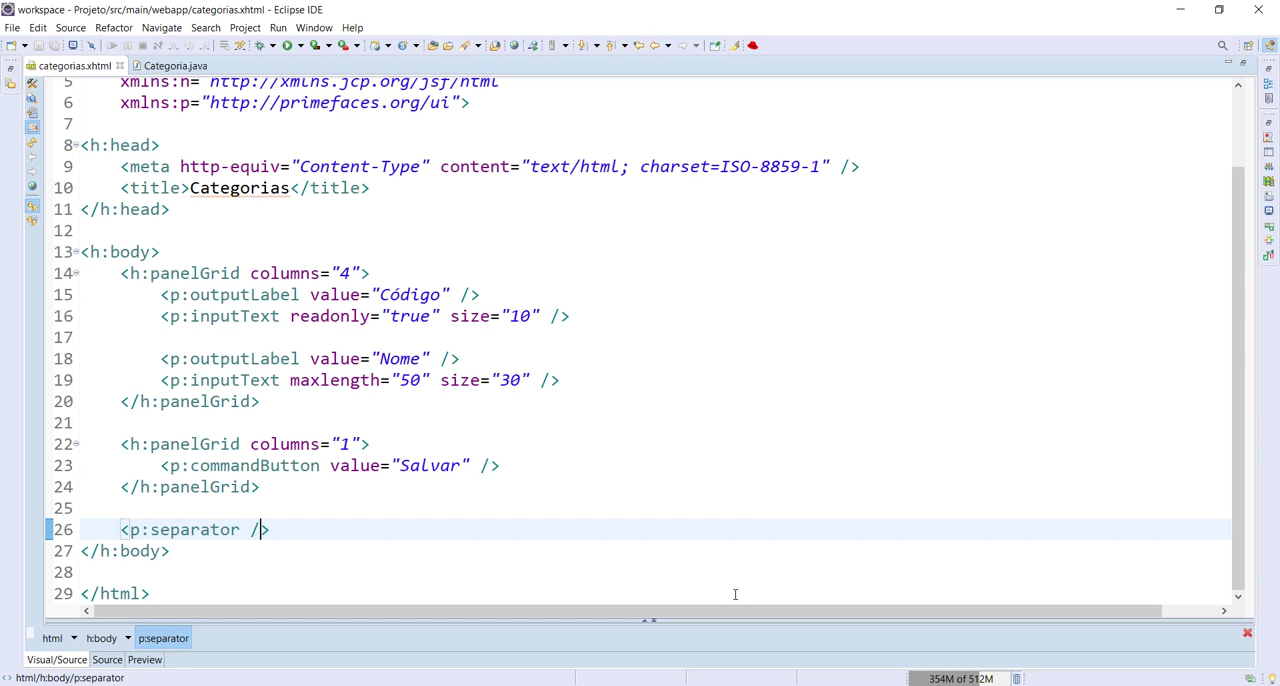 workspace - Projeto/src/main/webapp/categorias.xhtml - Eclipse IDE
File Edit Source Refactor Navigate Search Project Run Window Help
categorias.xhtml Categoria.java
5 xmlns:h="http://xmlns.jcp.org/jsf/html"
6 xmlns:p="http://primefaces.org/ui">
7
8 <h:head>
9 <meta http-equiv="Content-Type" content="text/html; charset=ISO-8859-1" />
10 <title>Categorias</title>
11 </h:head>
12
13 <h:body>
14 <h:panelGrid columns="4">
15 <p:outputLabel value="Código" />
16 <p:inputText readonly="true" size="10" />
17
18 <p:outputLabel value="Nome" />
19 <p:inputText maxlength="50" size="30" />
20 </h:panelGrid>
21
22 <h:panelGrid columns="1">
23 <p:commandButton value="Salvar" />
24 </h:panelGrid>
25
26 <p:separator />
27 </h:body>
28
29 </html>
html h:body p:separator
Visual/Source Source Preview
html/h:body/p:separator 354M of 512M